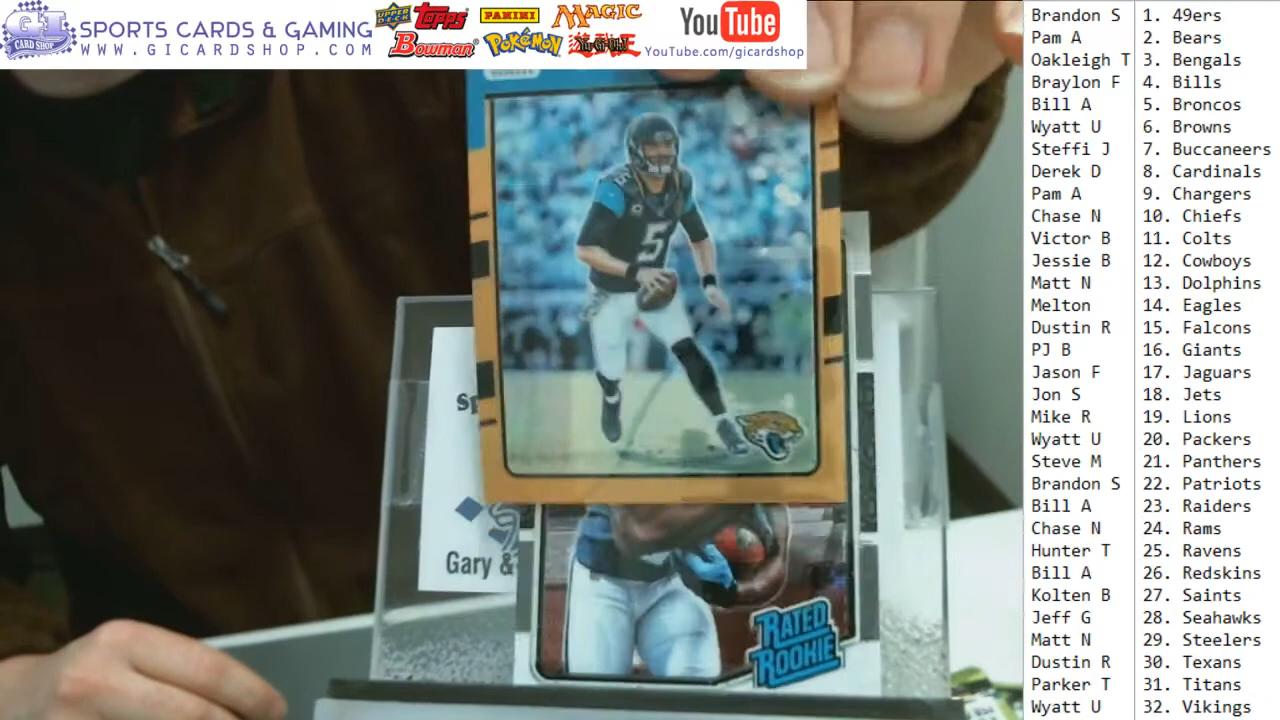 GI
CARD SHOP
SPORTS CARDS & GAMING
WWW.GICARDSHOP.COM
UPPER DECK
TOPPS
Bowman
PANINI
POKéMON
MAGIC
遊戯王
Yu-Gi-Oh!
YouTube
YouTube.com/gicardshop
5
Gary &
RATED
ROOKIE
Brandon S 1. 49ers
Pam A 2. Bears
Oakleigh T 3. Bengals
Braylon F 4. Bills
Bill A 5. Broncos
Wyatt U 6. Browns
Steffi J 7. Buccaneers
Derek D 8. Cardinals
Pam A 9. Chargers
Chase N 10. Chiefs
Victor B 11. Colts
Jessie B 12. Cowboys
Matt N 13. Dolphins
Melton 14. Eagles
Dustin R 15. Falcons
PJ B 16. Giants
Jason F 17. Jaguars
Jon S 18. Jets
Mike R 19. Lions
Wyatt U 20. Packers
Steve M 21. Panthers
Brandon S 22. Patriots
Bill A 23. Raiders
Chase N 24. Rams
Hunter T 25. Ravens
Bill A 26. Redskins
Kolten B 27. Saints
Jeff G 28. Seahawks
Matt N 29. Steelers
Dustin R 30. Texans
Parker T 31. Titans
Wyatt U 32. Vikings